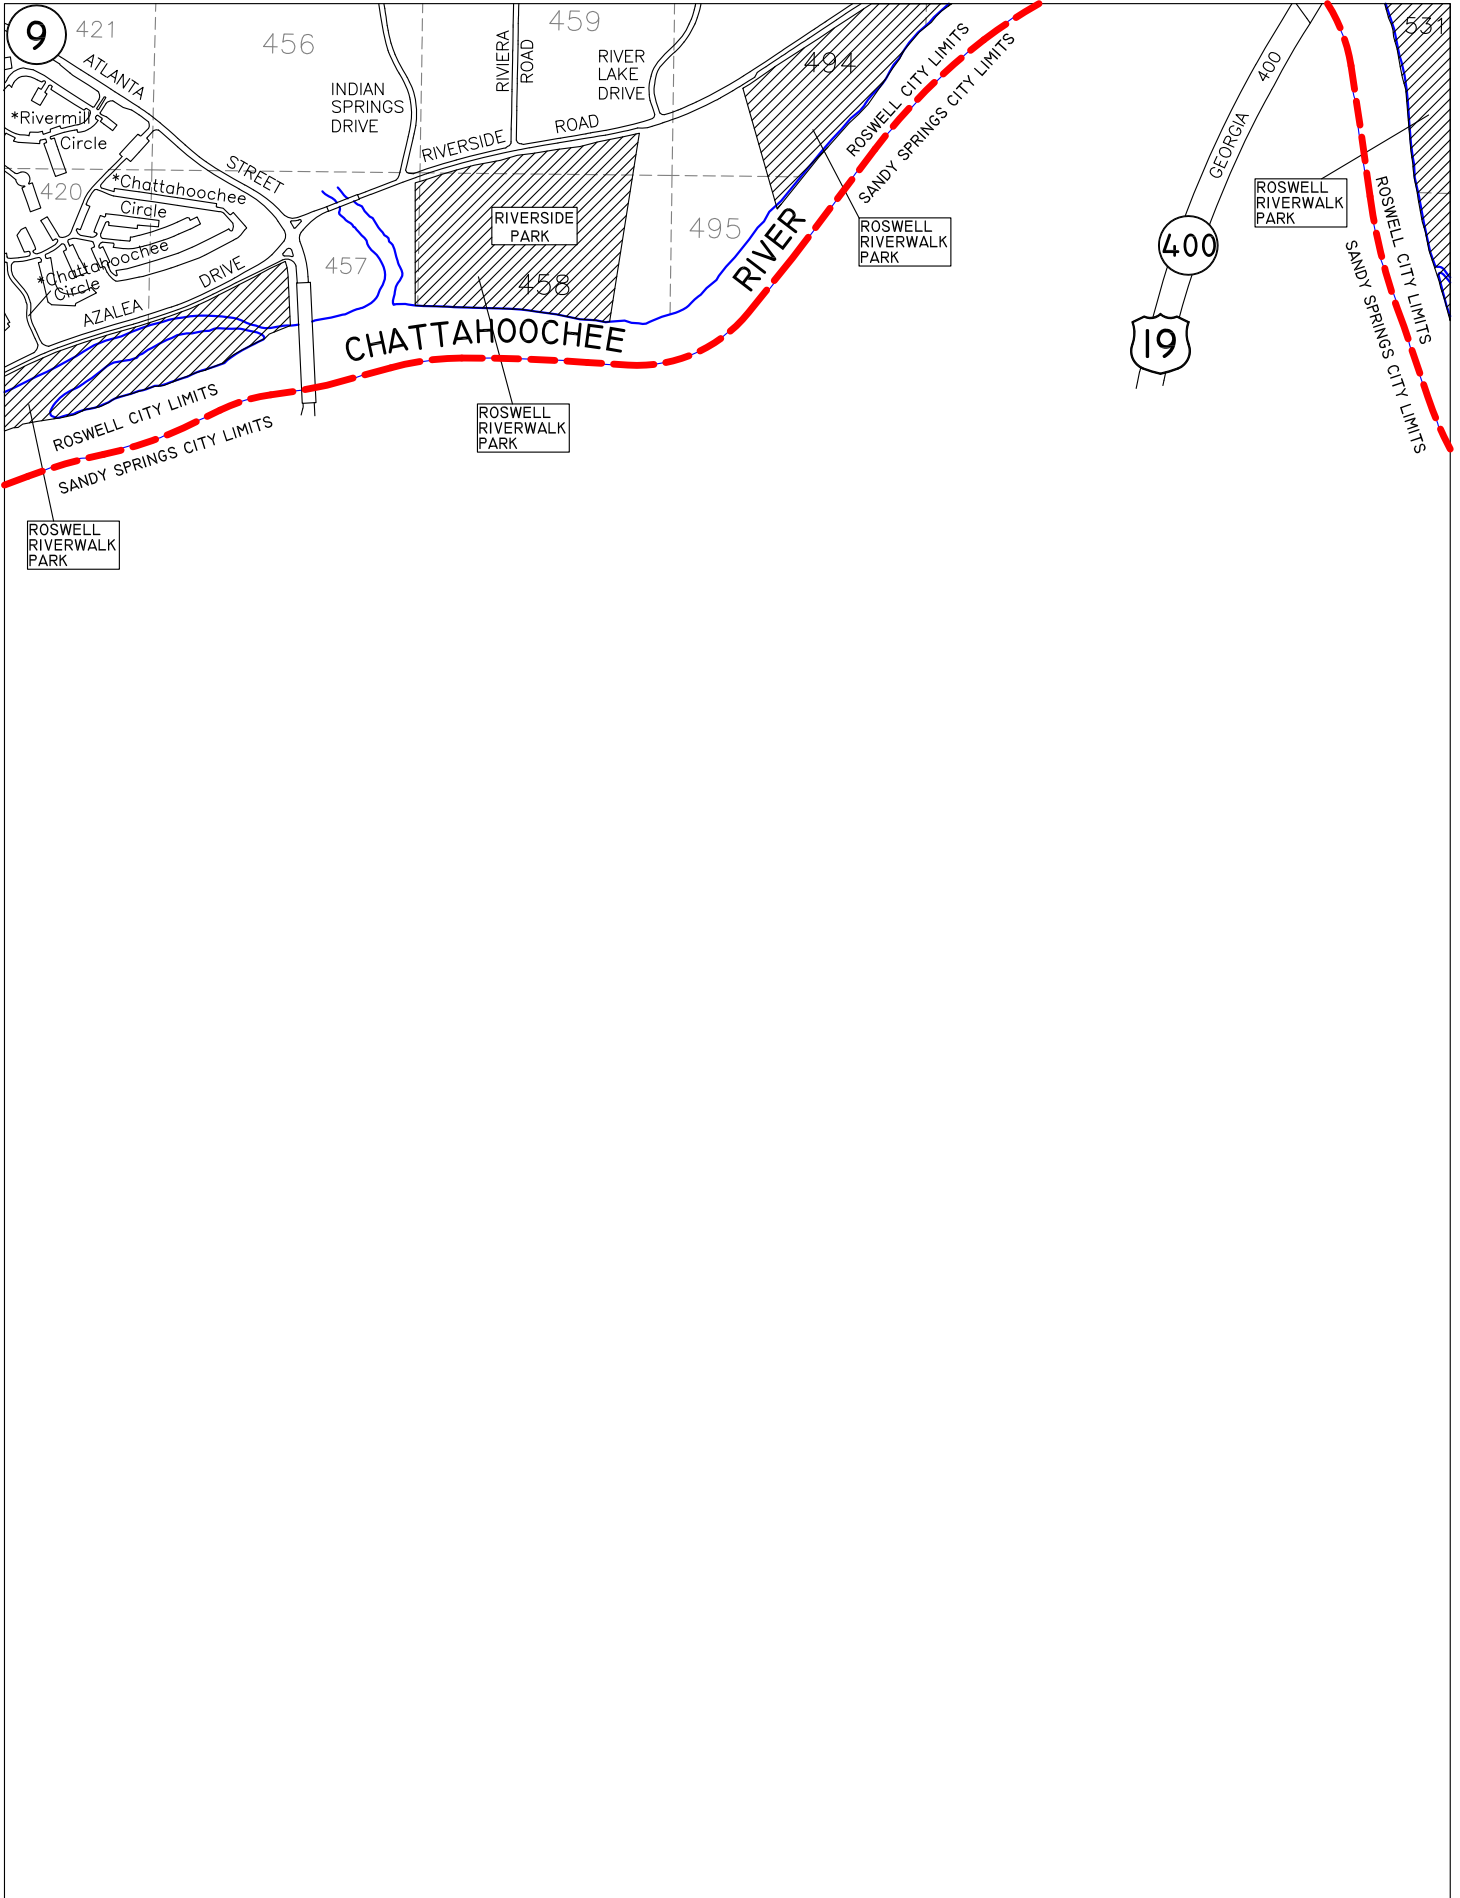 9
421
456
459
494
531
ATLANTA
STREET
INDIAN
SPRINGS
DRIVE
RIVIERA
ROAD
RIVER
LAKE
DRIVE
RIVERSIDE
ROAD
*Rivermill
Circle
420
*Chattahoochee
Circle
*Chattahoochee
Circle
457
AZALEA
DRIVE
RIVERSIDE
PARK
458
495
CHATTAHOOCHEE
RIVER
ROSWELL CITY LIMITS
SANDY SPRINGS CITY LIMITS
ROSWELL
RIVERWALK
PARK
GEORGIA
400
400
19
ROSWELL
RIVERWALK
PARK
ROSWELL CITY LIMITS
SANDY SPRINGS CITY LIMITS
ROSWELL CITY LIMITS
SANDY SPRINGS CITY LIMITS
ROSWELL
RIVERWALK
PARK
ROSWELL
RIVERWALK
PARK